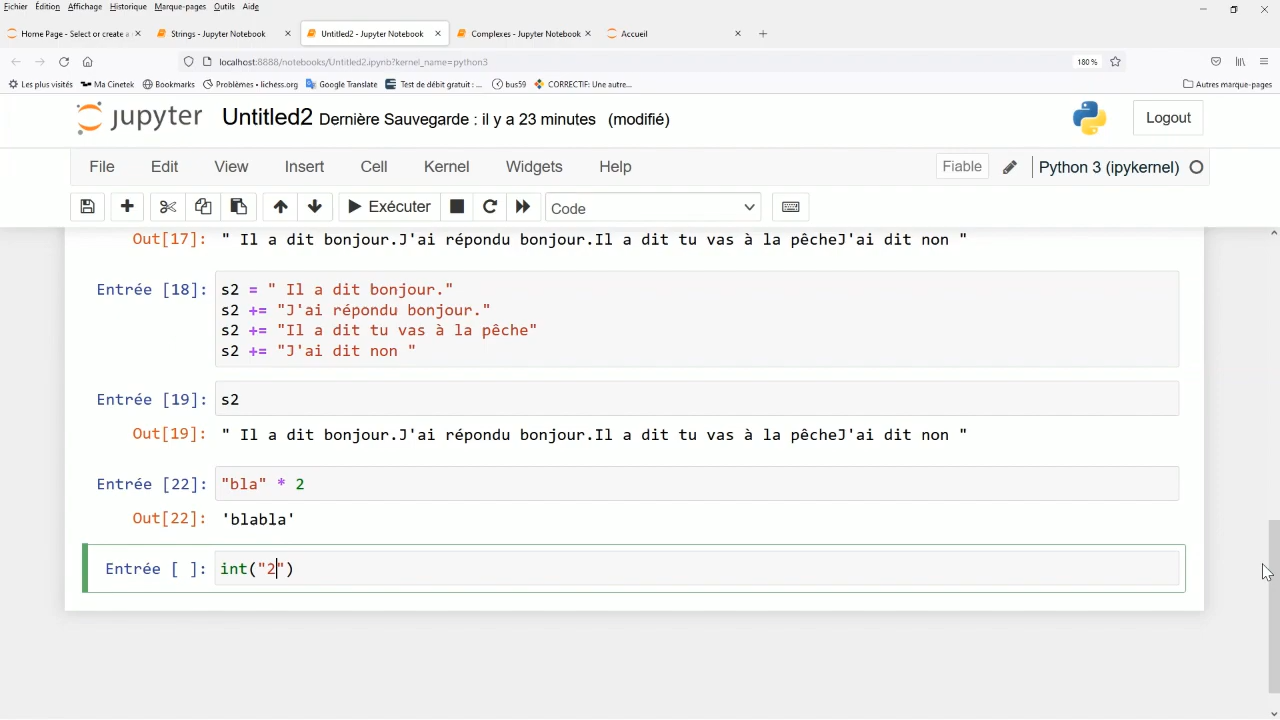 Fichier Édition Affichage Historique Marque-pages Outils Aide
Home Page - Select or create a
Strings - Jupyter Notebook
Untitled2 - Jupyter Notebook
Complexes - Jupyter Notebook
Accueil
localhost:8888/notebooks/Untitled2.ipynb?kernel_name=python3
180 %
Les plus visités Ma Cinetek Bookmarks Problèmes • lichess.org Google Translate Test de débit gratuit : ... bus59 CORRECTIF: Une autre... Autres marque-pages
jupyter Untitled2 Dernière Sauvegarde : il y a 23 minutes (modifié)
Logout
File Edit View Insert Cell Kernel Widgets Help
Fiable Python 3 (ipykernel)
Exécuter Code
Out[17]: " Il a dit bonjour.J'ai répondu bonjour.Il a dit tu vas à la pêcheJ'ai dit non "
Entrée [18]: s2 = " Il a dit bonjour."
s2 += "J'ai répondu bonjour."
s2 += "Il a dit tu vas à la pêche"
s2 += "J'ai dit non "
Entrée [19]: s2
Out[19]: " Il a dit bonjour.J'ai répondu bonjour.Il a dit tu vas à la pêcheJ'ai dit non "
Entrée [22]: "bla" * 2
Out[22]: 'blabla'
Entrée [ ]: int("2")